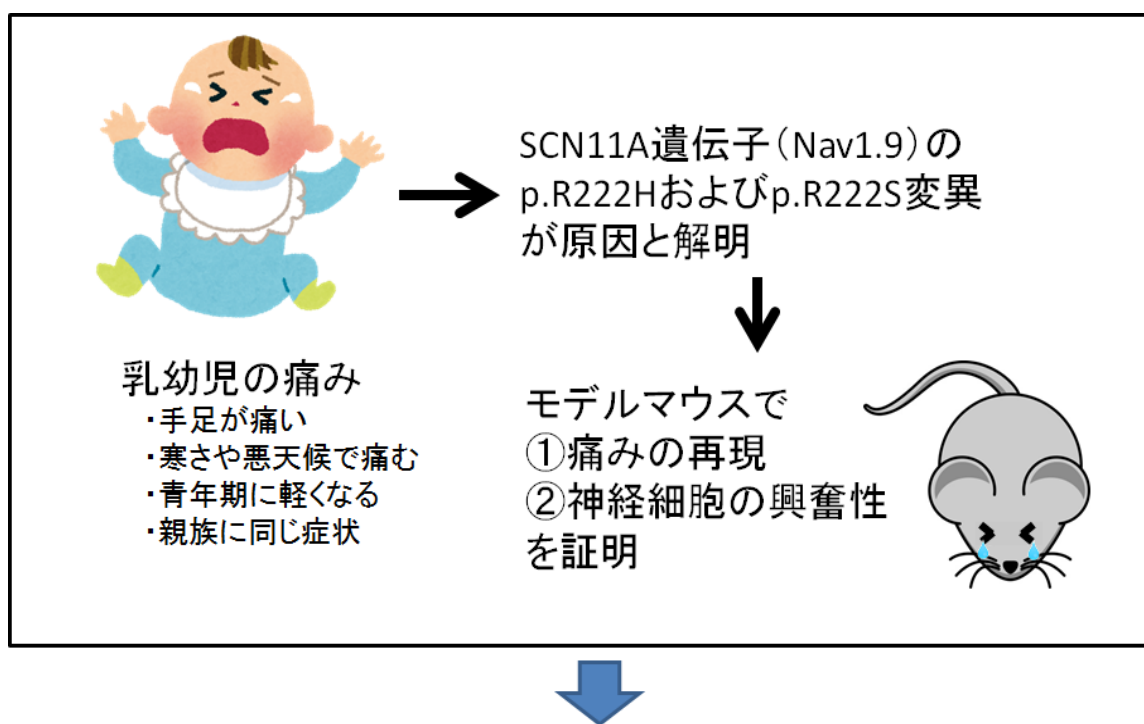 SCN11A遺伝子(Nav1.9)の
p.R222Hおよびp.R222S変異
が原因と解明
乳幼児の痛み
・手足が痛い
・寒さや悪天候で痛む
・青年期に軽くなる
・親族に同じ症状
モデルマウスで
①痛みの再現
②神経細胞の興奮性
を証明